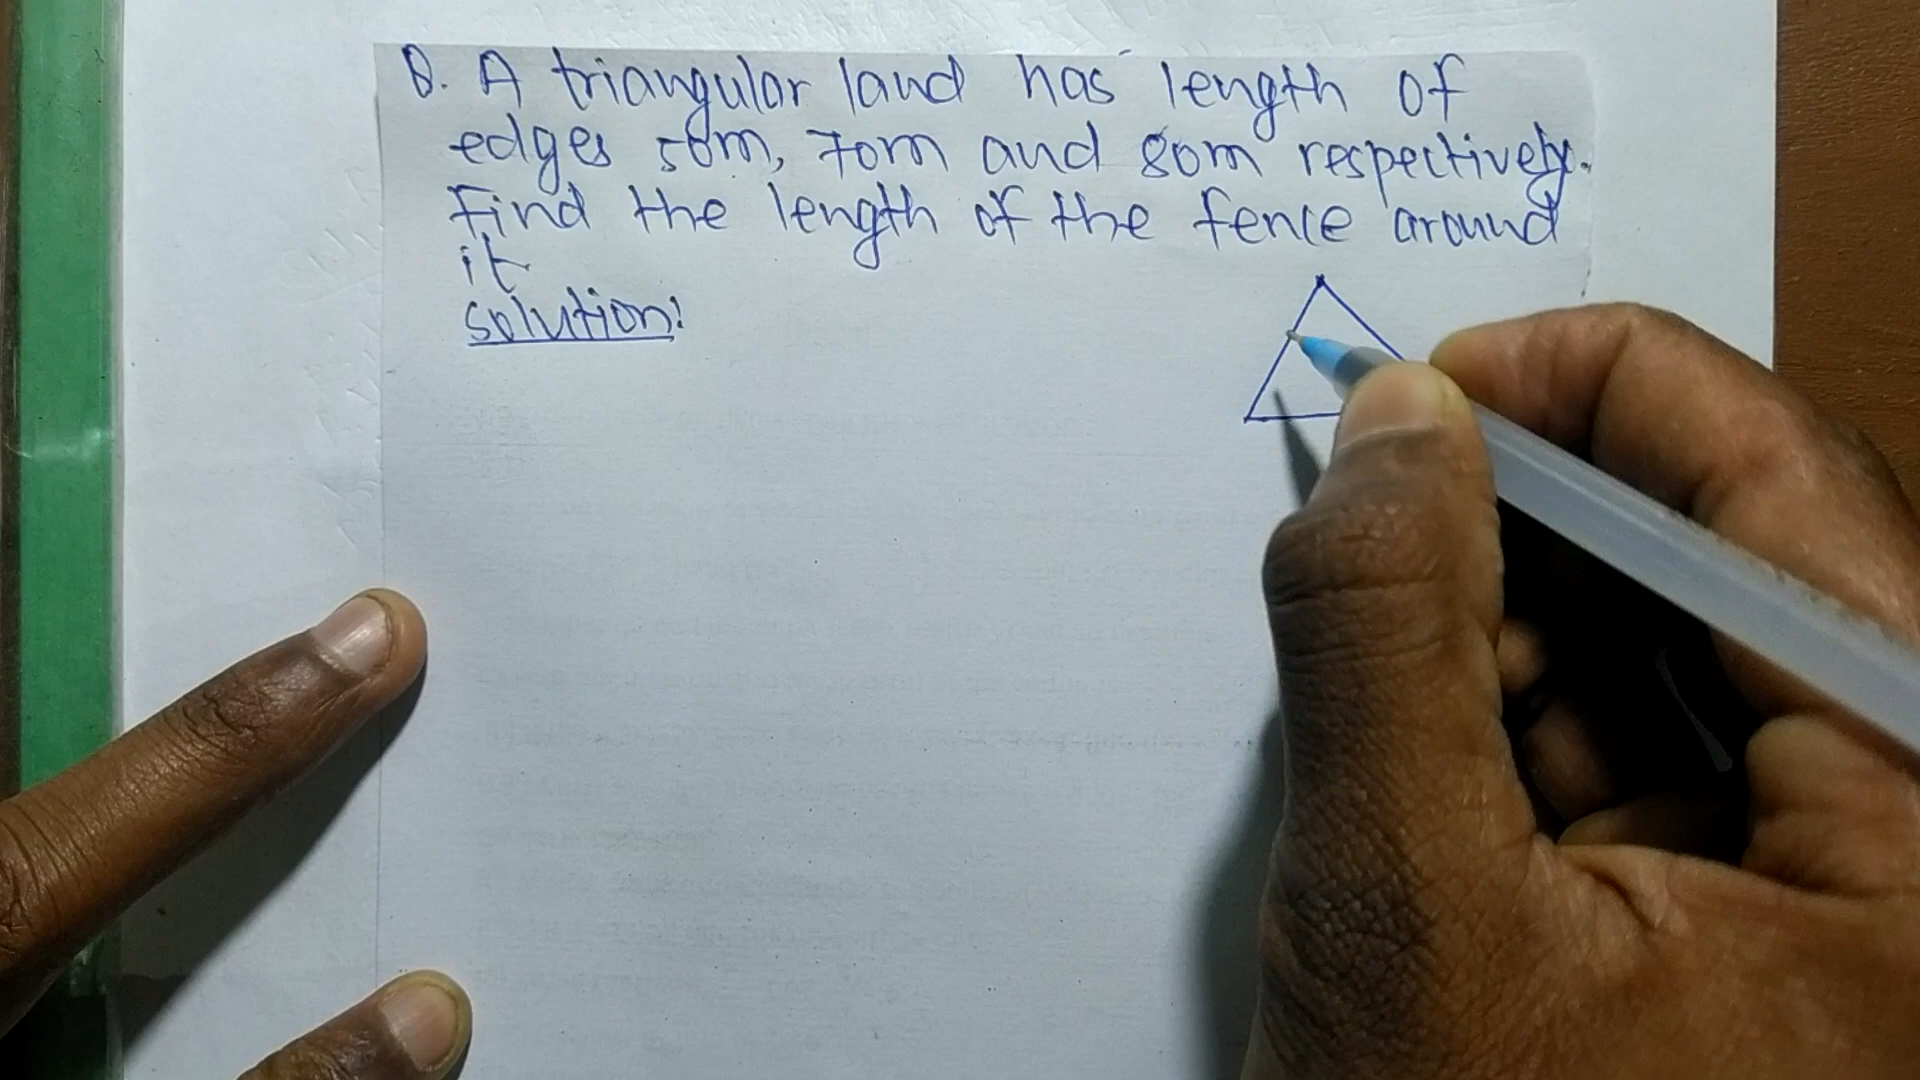 Q. A triangular land has length of
edges 50m, 70m and 80m respectively.
Find the length of the fence around
it
solution: